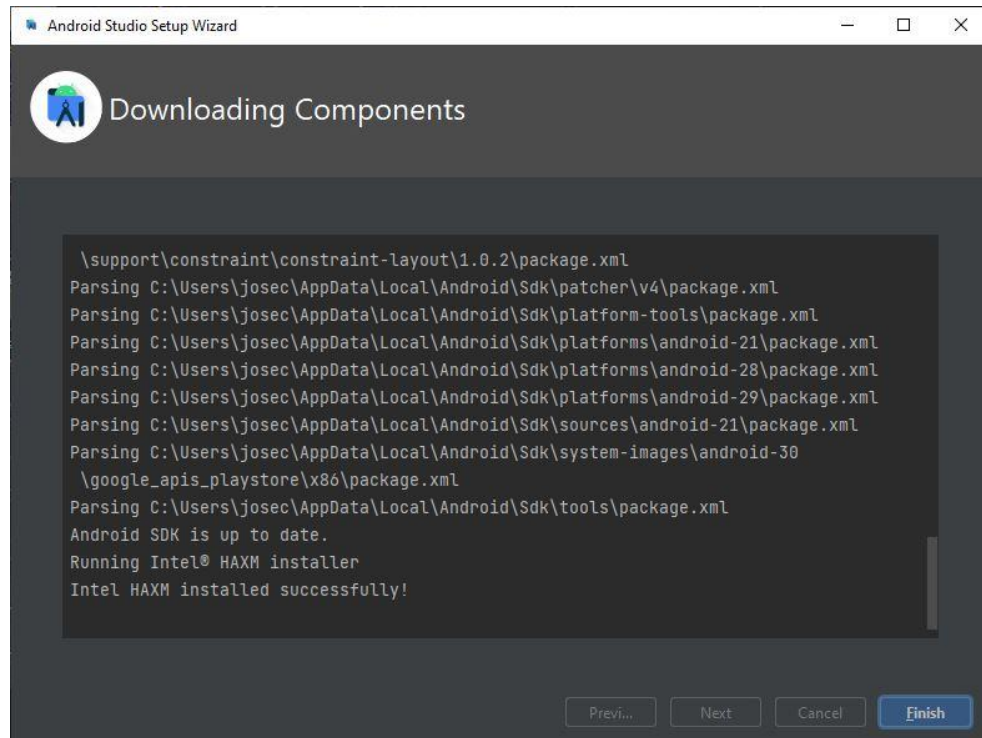 Android Studio Setup Wizard
Downloading Components
\support\constraint\constraint-layout\1.0.2\package.xml
Parsing C:\Users\josec\AppData\Local\Android\Sdk\patcher\v4\package.xml
Parsing C:\Users\josec\AppData\Local\Android\Sdk\platform-tools\package.xml
Parsing C:\Users\josec\AppData\Local\Android\Sdk\platforms\android-21\package.xml
Parsing C:\Users\josec\AppData\Local\Android\Sdk\platforms\android-28\package.xml
Parsing C:\Users\josec\AppData\Local\Android\Sdk\platforms\android-29\package.xml
Parsing C:\Users\josec\AppData\Local\Android\Sdk\sources\android-21\package.xml
Parsing C:\Users\josec\AppData\Local\Android\Sdk\system-images\android-30
\google_apis_playstore\x86\package.xml
Parsing C:\Users\josec\AppData\Local\Android\Sdk\tools\package.xml
Android SDK is up to date.
Running Intel® HAXM installer
Intel HAXM installed successfully!
Previ... Next Cancel Finish